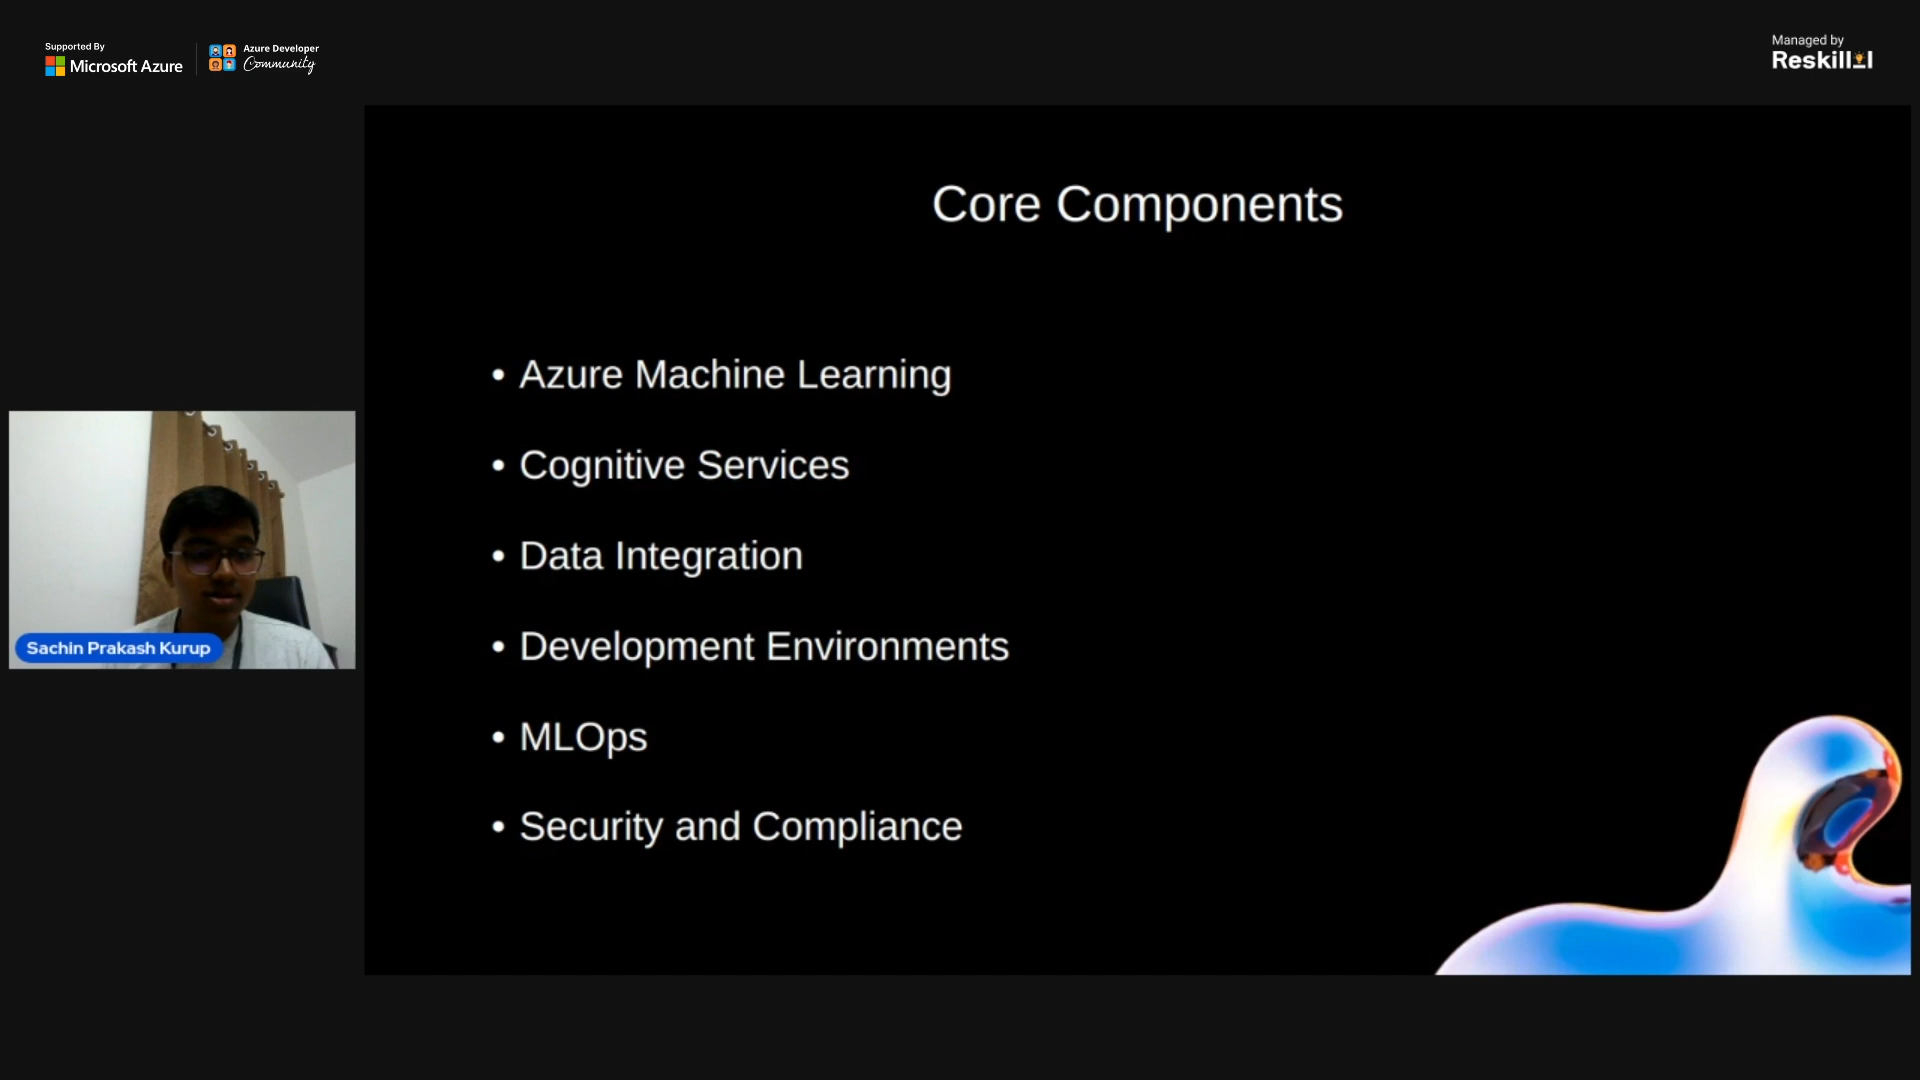 Supported By
Microsoft Azure
Azure Developer
Community
Managed by
Reskilll
Core Components
• Azure Machine Learning
• Cognitive Services
• Data Integration
• Development Environments
• MLOps
• Security and Compliance
Sachin Prakash Kurup